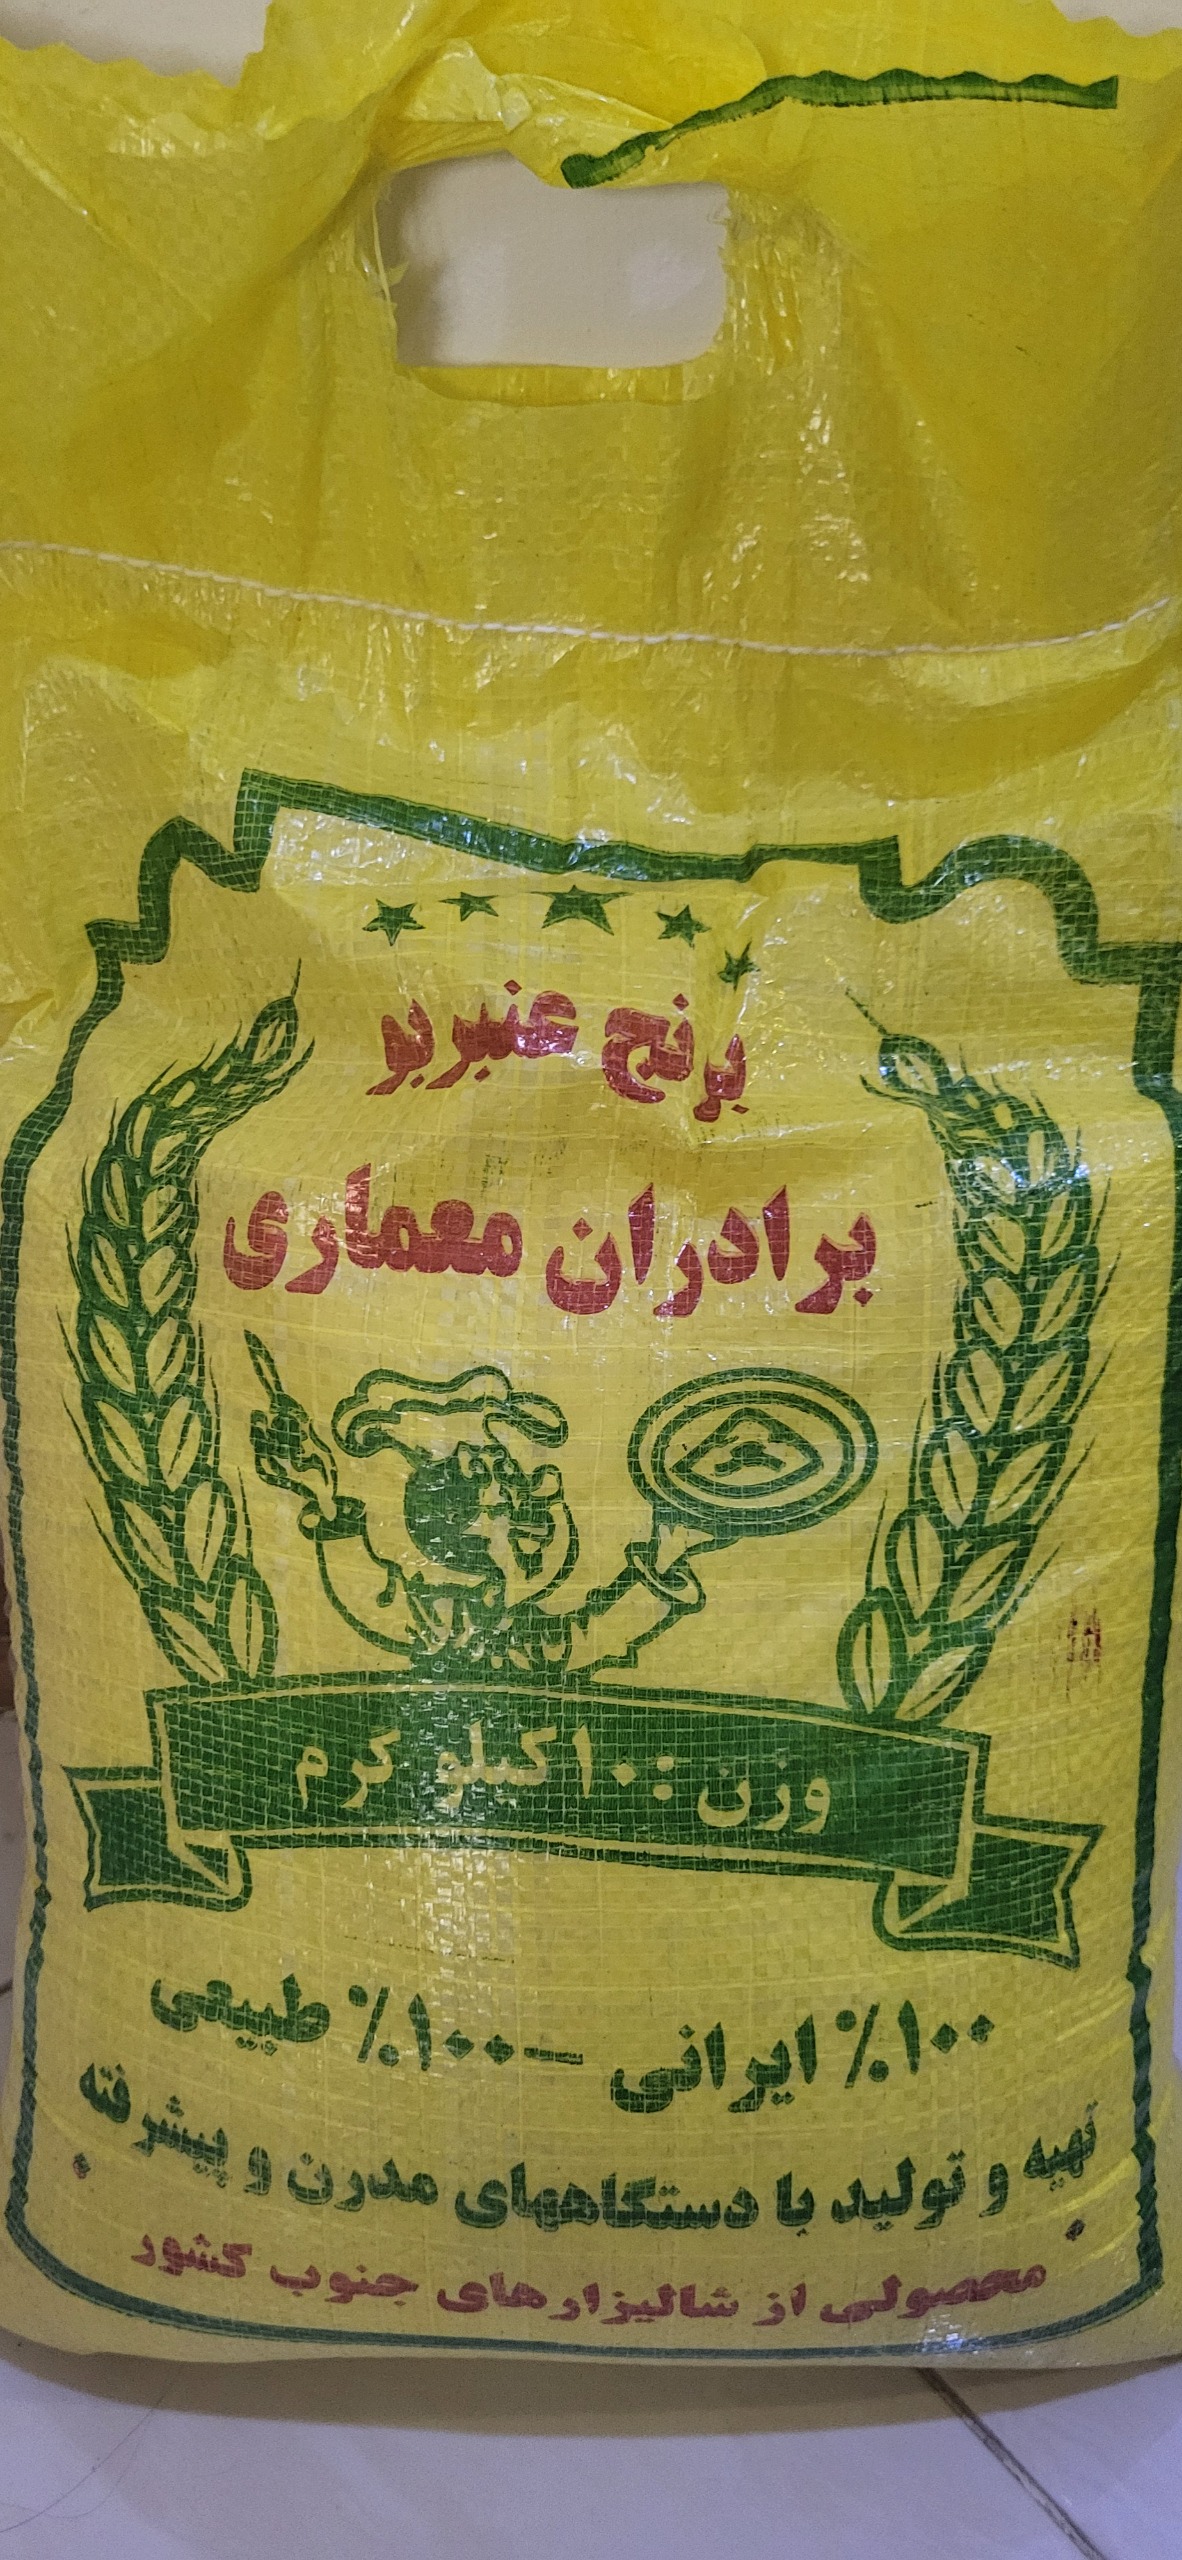 برنج عنبربو
برادران معماری
وزن : ۱۰ کیلو گرم
۱۰۰٪ ایرانی – ۱۰۰٪ طبیعی
تهیه و تولید با دستگاههای مدرن و پیشرفته
محصولی از شالیزارهای جنوب کشور